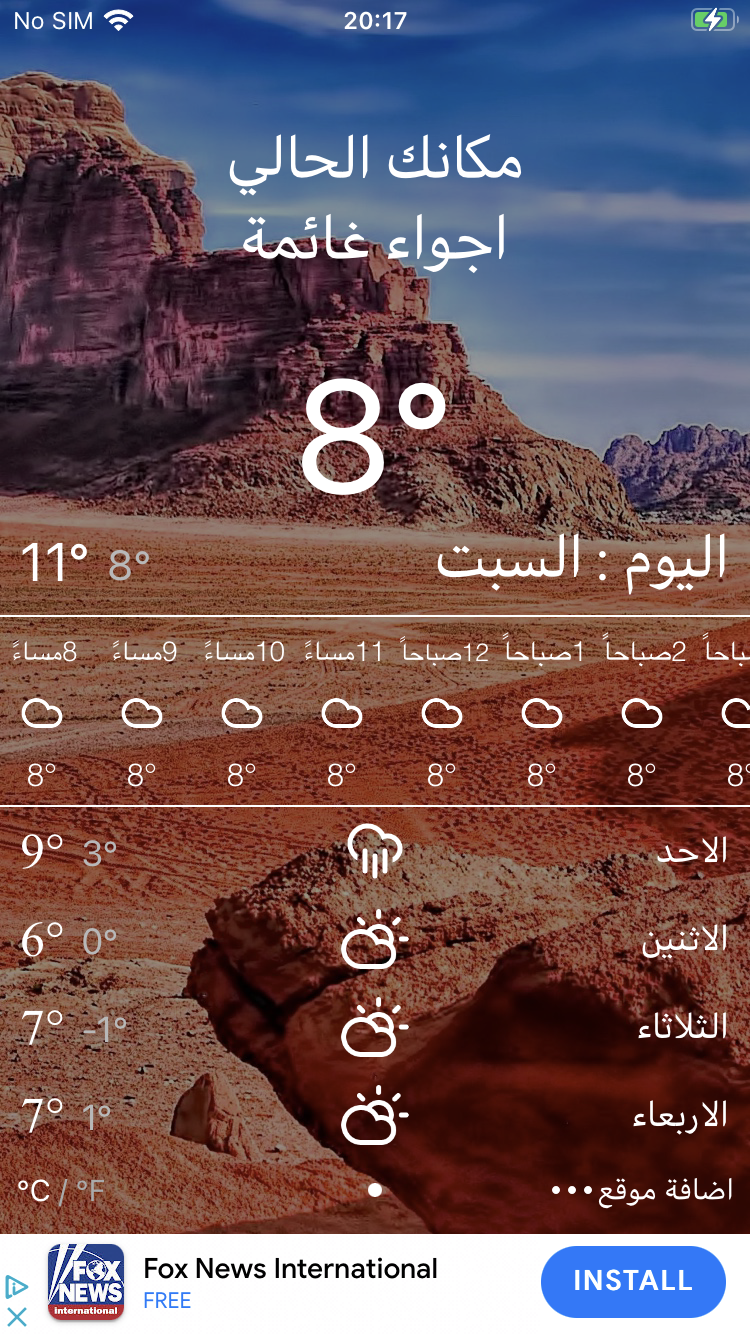 No SIM 20:17
مكانك الحالي
اجواء غائمة
8°
اليوم : السبت 11° 8°
8مساءً 9مساءً 10مساءً 11مساءً 12صباحاً 1صباحاً 2صباحاً
8° 8° 8° 8° 8° 8° 8° 8°
الاحد 9° 3°
الاثنين 6° 0°
الثلاثاء 7° -1°
الاربعاء 7° 1°
اضافة موقع••• °C / °F
FOX NEWS International
Fox News International
FREE
INSTALL